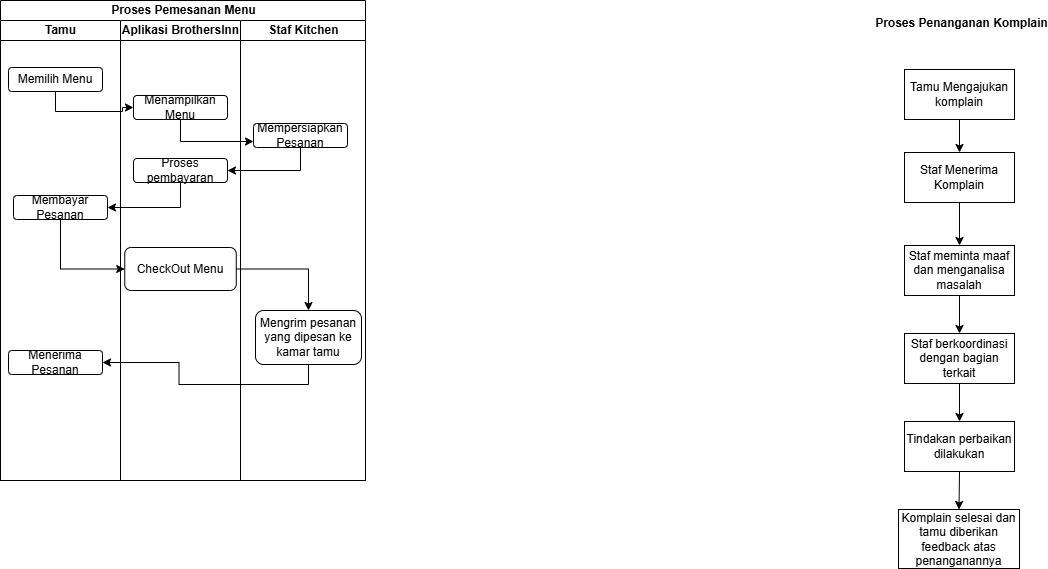 Proses Pemesanan Menu
Tamu
Aplikasi BrothersInn
Staf Kitchen
Memilih Menu
Menampilkan
Menu
Mempersiapkan
Pesanan
Proses
pembayaran
Membayar
Pesanan
CheckOut Menu
Mengrim pesanan
yang dipesan ke
kamar tamu
Menerima
Pesanan
Proses Penanganan Komplain
Tamu Mengajukan
komplain
Staf Menerima
Komplain
Staf meminta maaf
dan menganalisa
masalah
Staf berkoordinasi
dengan bagian
terkait
Tindakan perbaikan
dilakukan
Komplain selesai dan
tamu diberikan
feedback atas
penanganannya